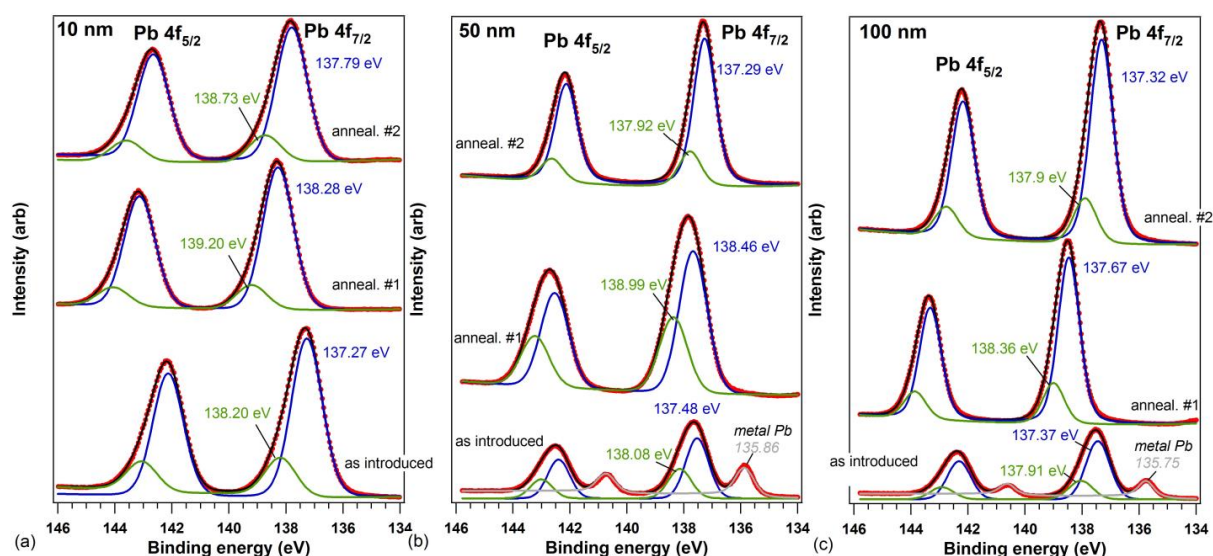 10 nm
Pb 4f5/2
Pb 4f7/2
137.79 eV
138.73 eV
anneal. #2
138.28 eV
139.20 eV
anneal. #1
137.27 eV
138.20 eV
as introduced
Intensity (arb)
146 144 142 140 138 136 134
(a)
Binding energy (eV)
50 nm
Pb 4f5/2
Pb 4f7/2
137.29 eV
137.92 eV
anneal. #2
138.46 eV
138.99 eV
anneal. #1
137.48 eV
as introduced
metal Pb
135.86
138.08 eV
Intensity (arb)
146 144 142 140 138 136 134
(b)
Binding energy (eV)
100 nm
Pb 4f7/2
Pb 4f5/2
137.32 eV
137.9 eV
anneal. #2
137.67 eV
138.36 eV
anneal. #1
137.37 eV
metal Pb
as introduced
135.75
137.91 eV
Intensity (arb)
146 144 142 140 138 136 134
(c)
Binding energy (eV)